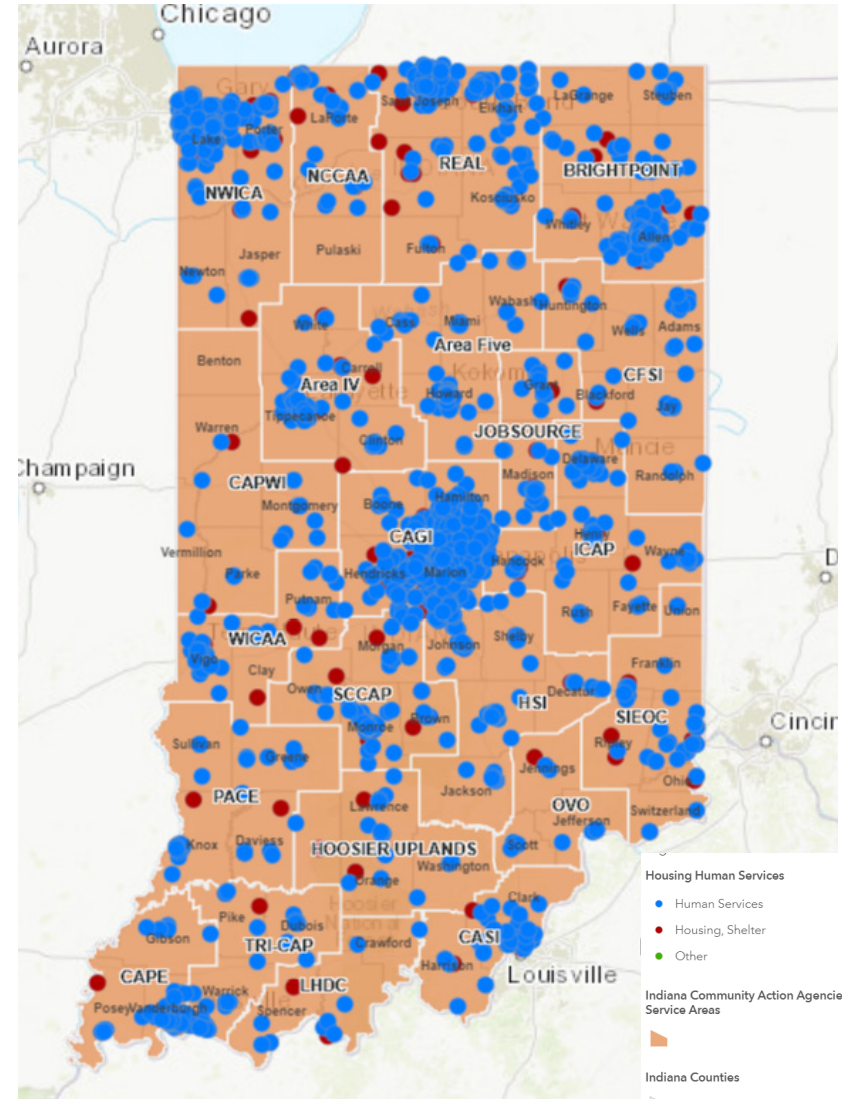 Chicago
Aurora
Gary
Saint Joseph
LaGrange
Steuben
Elkhart
LaPorte
Porter
Lake
REAL
BRIGHTPOINT
NCCAA
NWICA
Kosciusko
Whitley
Allen
Pulaski
Fulton
Jasper
Newton
Wabash
Huntington
White
Cass
Miami
Wells
Adams
Area Five
Benton
Carroll
Kokomo
CFSI
Area IV
Howard
Grant
Blackford
Jay
Tippecanoe
Warren
Clinton
JOBSOURCE
Muncie
Champaign
Delaware
CAPWI
Madison
Randolph
Montgomery
Boone
Hamilton
CAGI
Henry
ICAP
Wayne
Vermillion
Hancock
Parke
Hendricks
Marion
Putnam
Rush
Fayette
Union
WICAA
Morgan
Johnson
Shelby
Vigo
Clay
Franklin
Owen
SCCAP
Decatur
HSI
SIEOC
Monroe
Brown
Cincin
Sullivan
Greene
Ripley
Jennings
Ohio
PACE
Jackson
Lawrence
OVO
Jefferson
Switzerland
Knox
Daviess
HOOSIER UPLANDS
Scott
Washington
Orange
Clark
Hoosier
National
Pike
Dubois
Gibson
TRI-CAP
Crawford
CASI
Harrison
Louisville
CAPE
LHDC
Warrick
Posey
Vanderburgh
Spencer
D
Housing Human Services
Human Services
Housing, Shelter
Other
Indiana Community Action Agencie
Service Areas
Indiana Counties